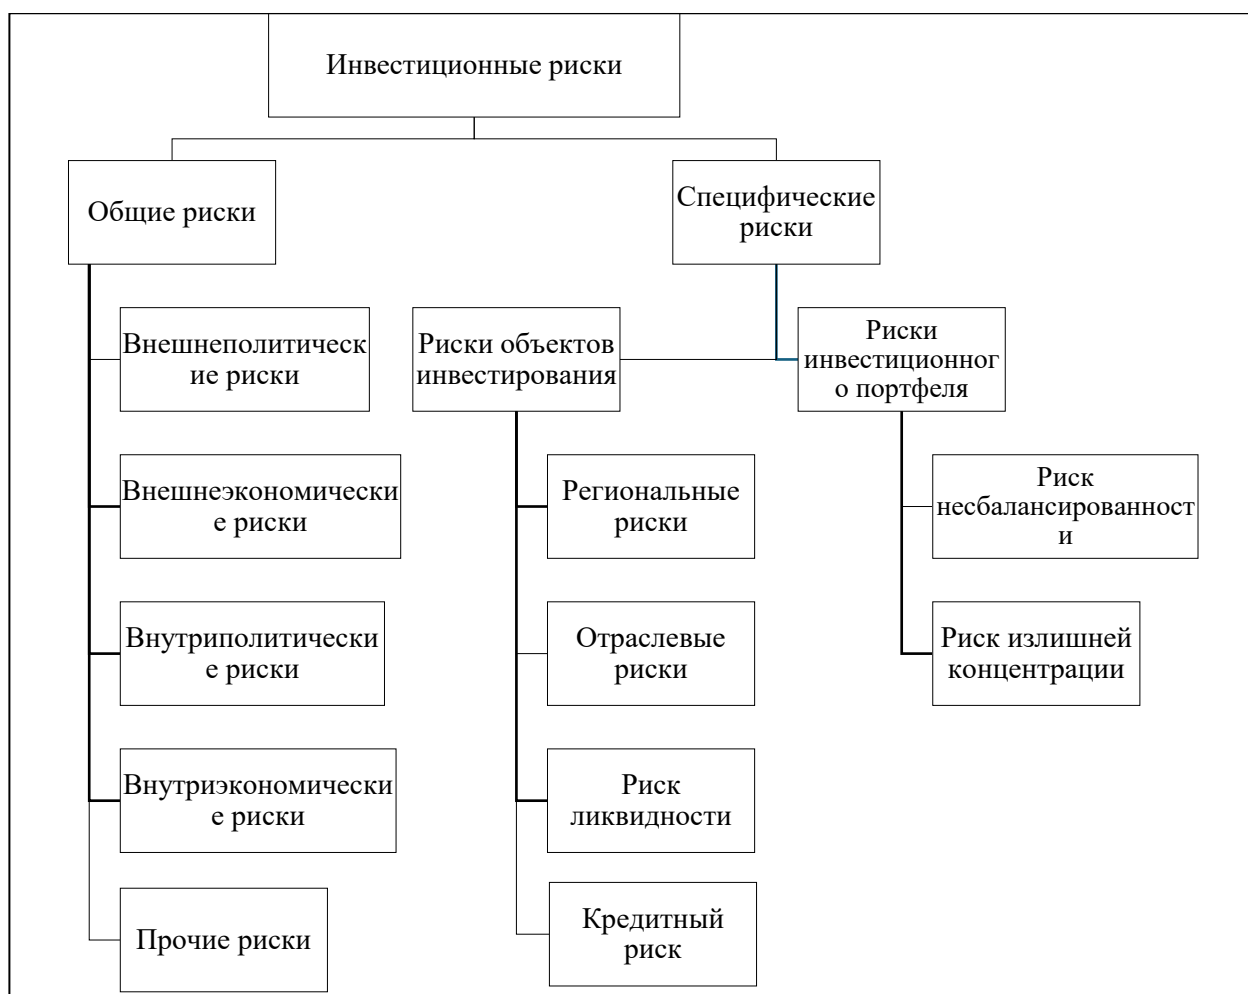 Инвестиционные риски
Общие риски
Специфические
риски
Внешнеполитическ
ие риски
Риски объектов
инвестирования
Риски
инвестиционног
о портфеля
Внешнеэкономически
е риски
Региональные
риски
Риск
несбалансированност
и
Внутриполитически
е риски
Отраслевые
риски
Риск излишней
концентрации
Внутриэкономически
е риски
Риск
ликвидности
Прочие риски
Кредитный
риск